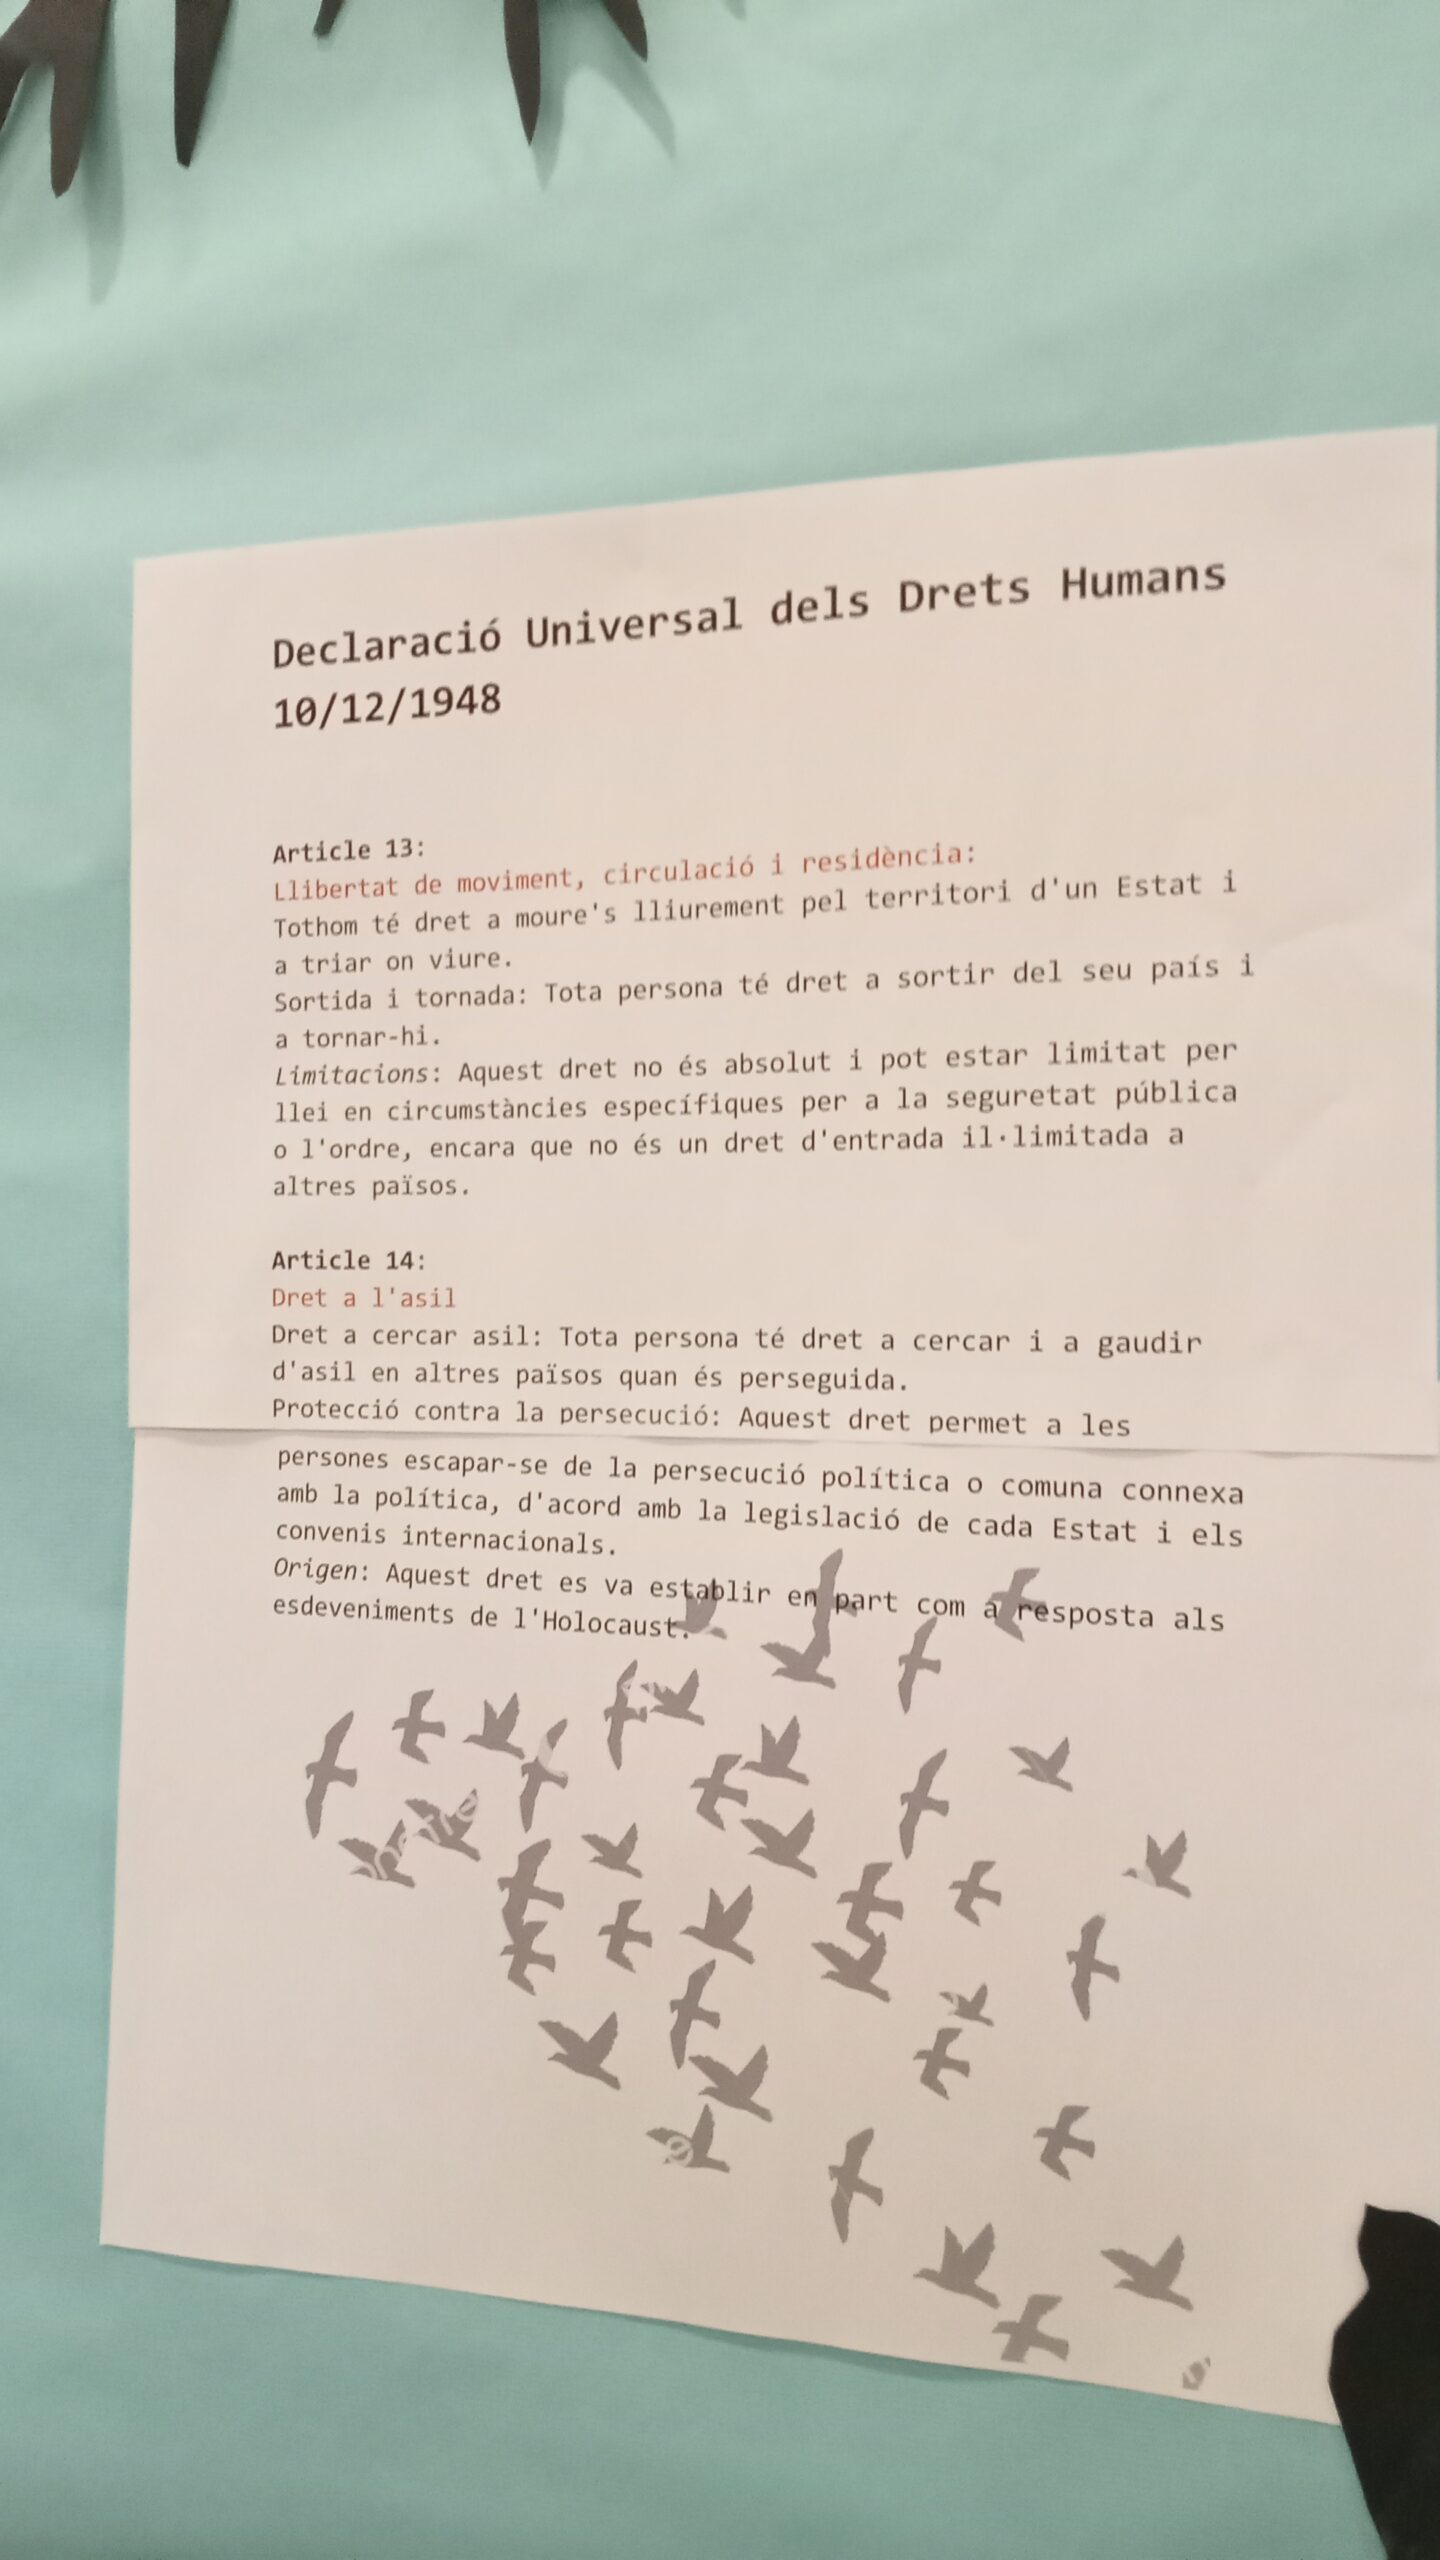 Declaració Universal dels Drets Humans
10/12/1948
Article 13:
Llibertat de moviment, circulació i residència:
Tothom té dret a moure's lliurement pel territori d'un Estat i
a triar on viure.
Sortida i tornada: Tota persona té dret a sortir del seu país i
a tornar-hi.
Limitacions: Aquest dret no és absolut i pot estar limitat per
llei en circumstàncies específiques per a la seguretat pública
o l'ordre, encara que no és un dret d'entrada il·limitada a
altres països.
Article 14:
Dret a l'asil
Dret a cercar asil: Tota persona té dret a cercar i a gaudir
d'asil en altres països quan és perseguida.
Protecció contra la persecució: Aquest dret permet a les
persones escapar-se de la persecució política o comuna connexa
amb la política, d'acord amb la legislació de cada Estat i els
convenis internacionals.
Origen: Aquest dret es va establir en part com a resposta als
esdeveniments de l'Holocaust.